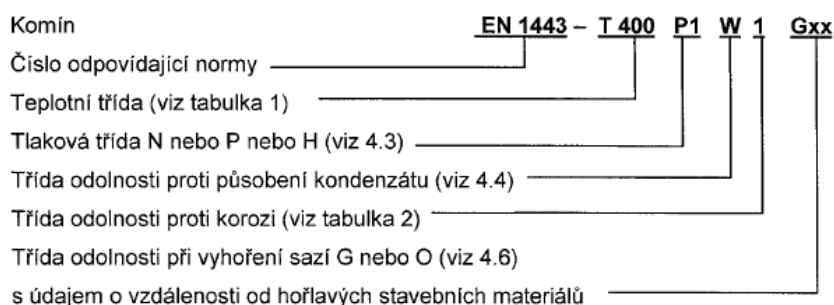 Komín EN 1443 – T 400 P1 W 1 Gxx
Číslo odpovídající normy
Teplotní třída (viz tabulka 1)
Tlaková třída N nebo P nebo H (viz 4.3)
Třída odolnosti proti působení kondenzátu (viz 4.4)
Třída odolnosti proti korozi (viz tabulka 2)
Třída odolnosti při vyhoření sazí G nebo O (viz 4.6)
s údajem o vzdálenosti od hořlavých stavebních materiálů